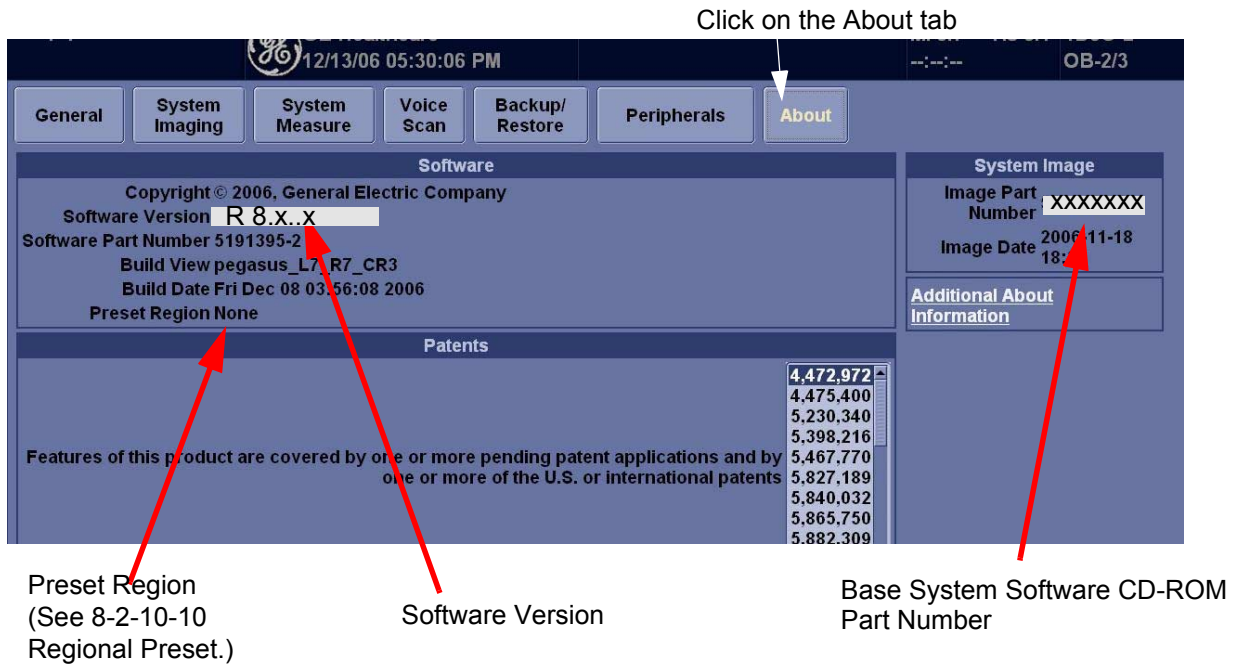 Click on the About tab
12/13/06 05:30:06 PM
--:--:--
OB-2/3
General
System Imaging
System Measure
Voice Scan
Backup/ Restore
Peripherals
About
Software
Copyright © 2006, General Electric Company
Software Version R 8.x..x
Software Part Number 5191395-2
Build View pegasus_L7_R7_CR3
Build Date Fri Dec 08 03:56:08 2006
Preset Region None
System Image
Image Part Number XXXXXXX
Image Date 2006-11-18
18:
Additional About
Information
Patents
Features of this product are covered by one or more pending patent applications and by
one or more of the U.S. or international patents
4,472,972
4,475,400
5,230,340
5,398,216
5,467,770
5,827,189
5,840,032
5,865,750
5,882,309
Preset Region
(See 8-2-10-10
Regional Preset.)
Software Version
Base System Software CD-ROM
Part Number